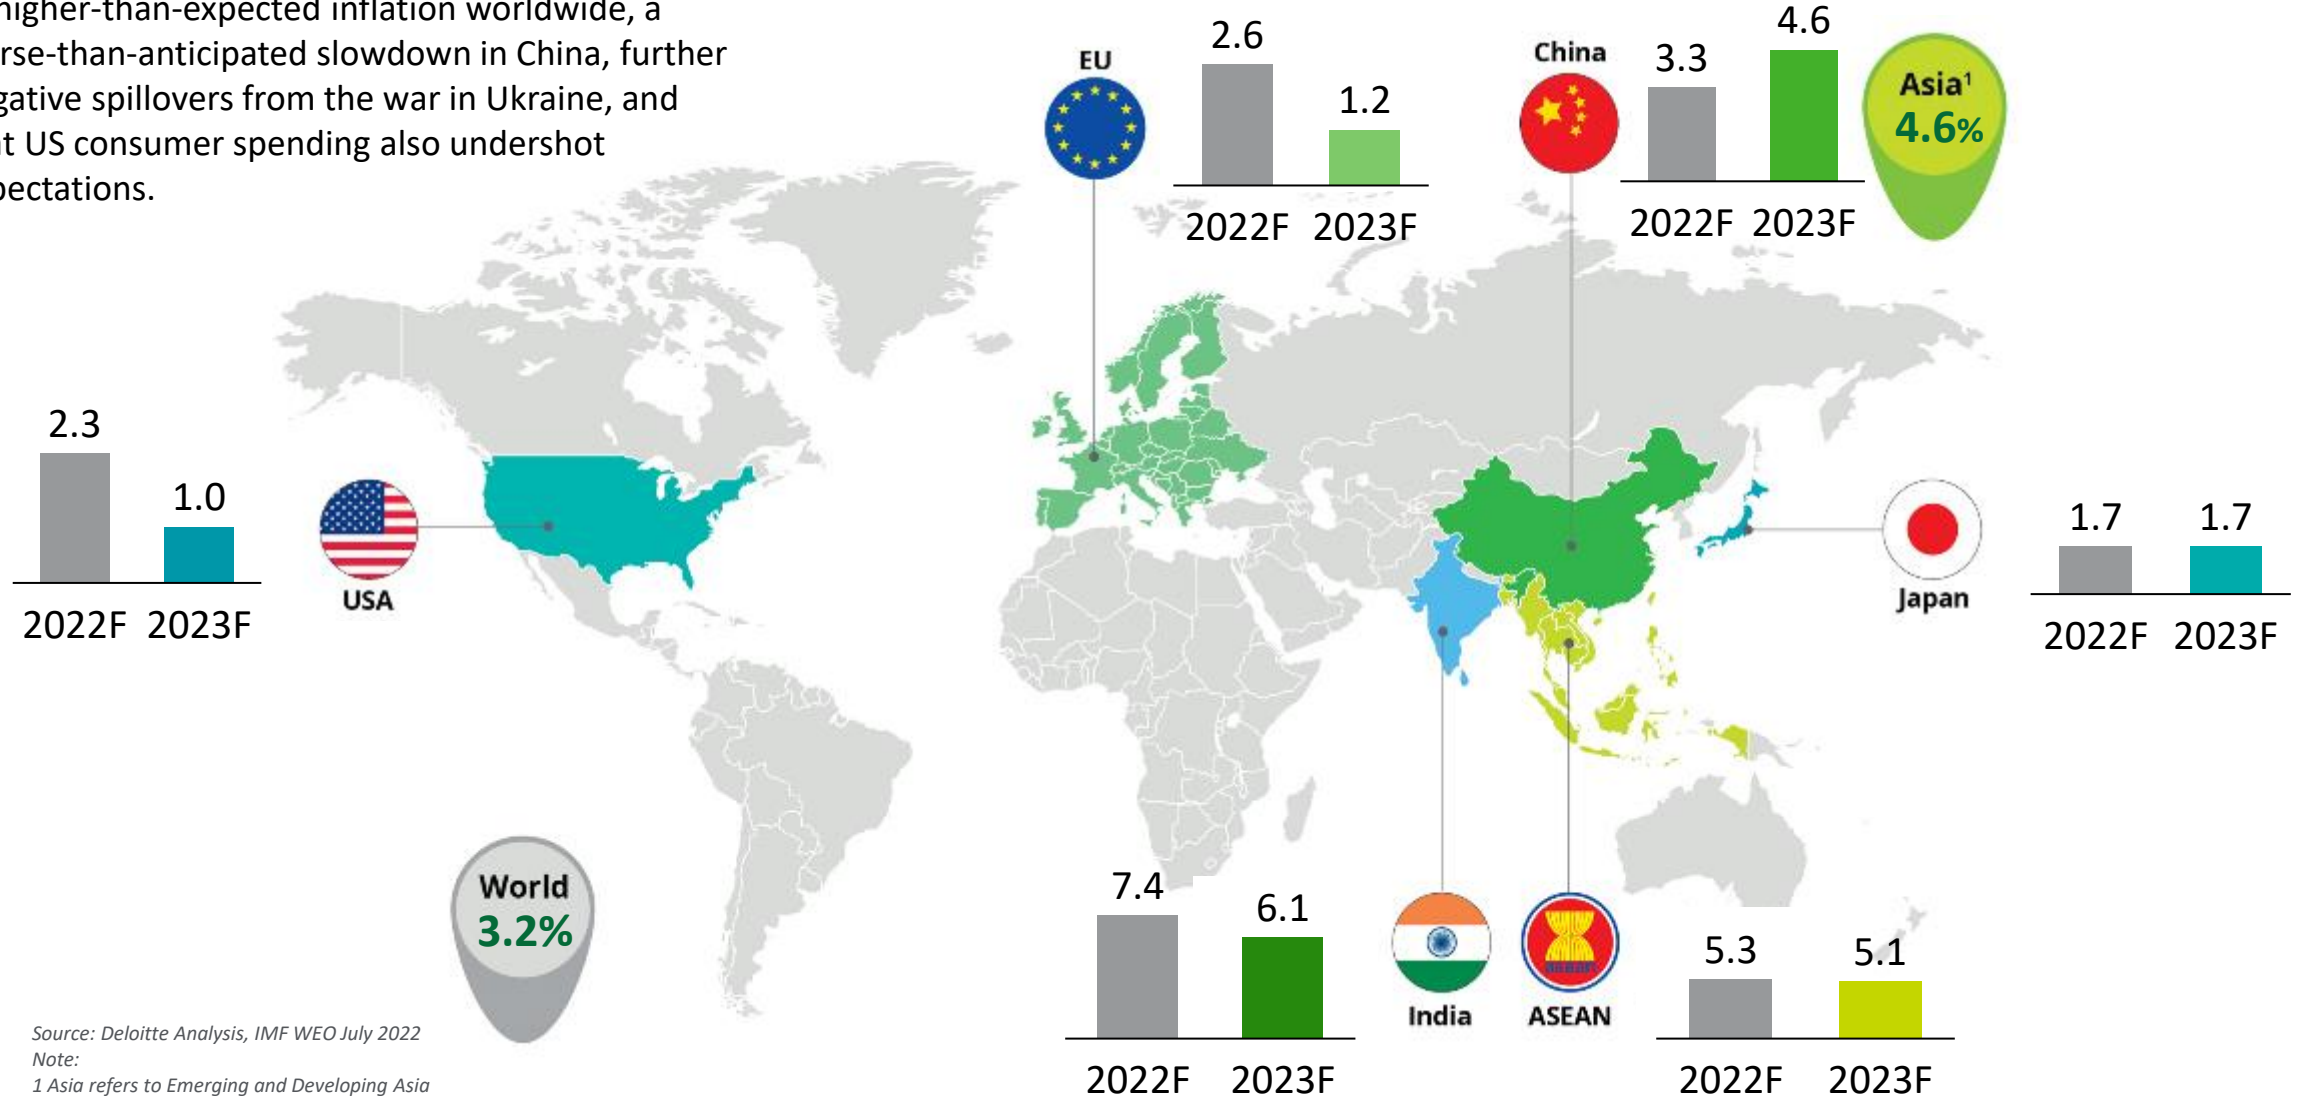 higher-than-expected inflation worldwide, a
rse-than-anticipated slowdown in China, further
gative spillovers from the war in Ukraine, and
t US consumer spending also undershot
pectations.
EU
2.6
1.2
2022F 2023F
China
3.3
4.6
2022F 2023F
Asia¹
4.6%
2.3
1.0
2022F 2023F
USA
Japan
1.7
1.7
2022F 2023F
World
3.2%
7.4
6.1
2022F 2023F
India
ASEAN
5.3
5.1
2022F 2023F
Source: Deloitte Analysis, IMF WEO July 2022
Note:
1 Asia refers to Emerging and Developing Asia